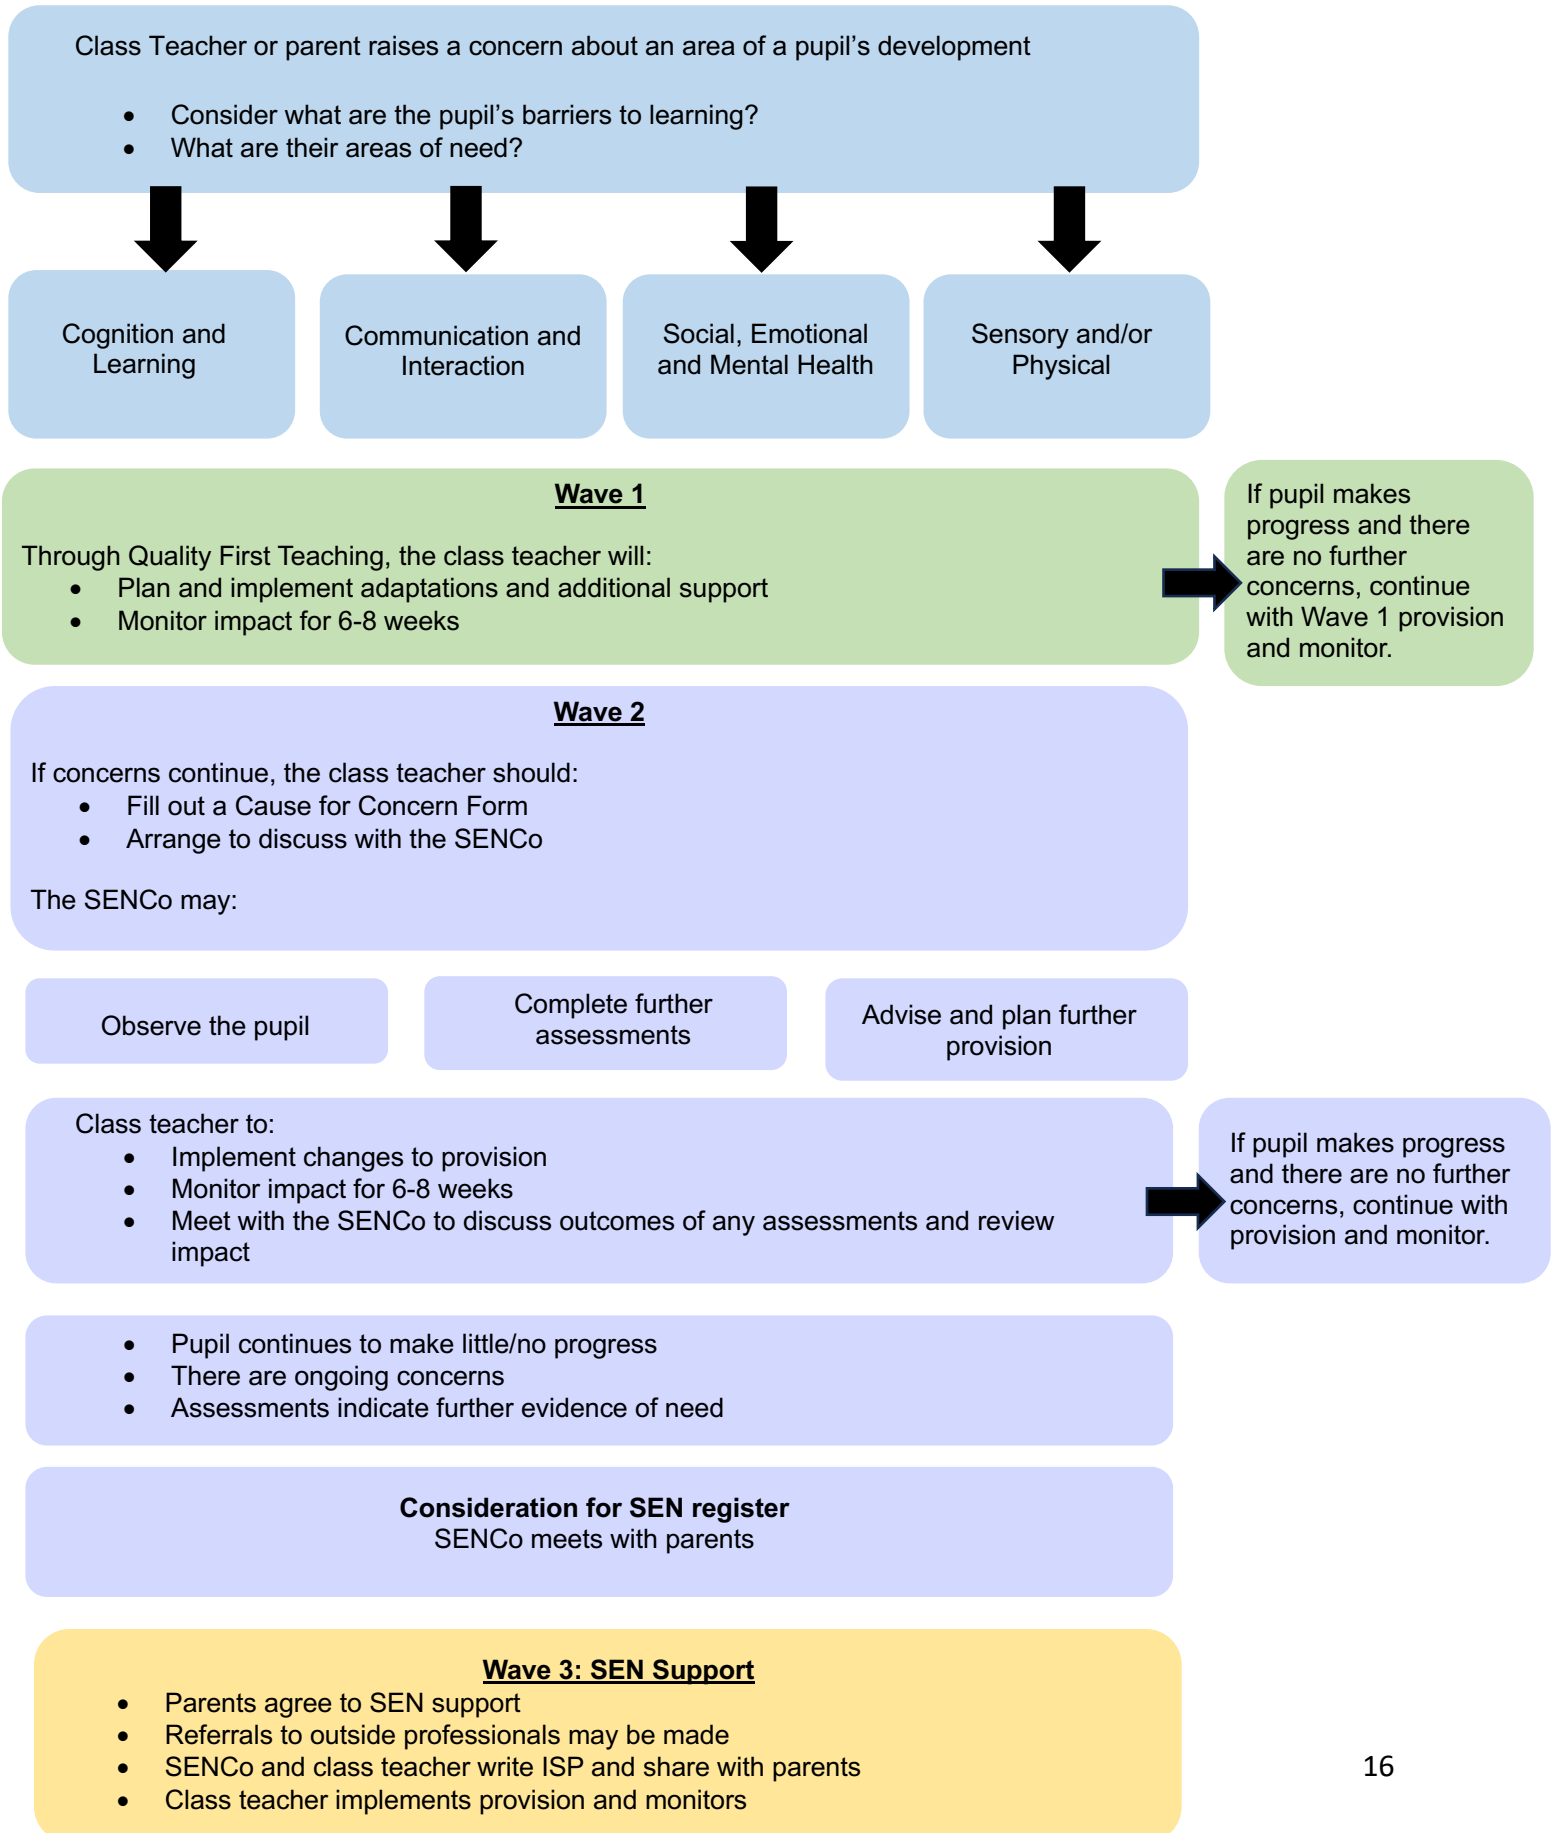 Class Teacher or parent raises a concern about an area of a pupil's development
• Consider what are the pupil's barriers to learning?
• What are their areas of need?
Cognition and
Learning
Communication and
Interaction
Social, Emotional
and Mental Health
Sensory and/or
Physical
Wave 1
Through Quality First Teaching, the class teacher will:
• Plan and implement adaptations and additional support
• Monitor impact for 6-8 weeks
If pupil makes
progress and there
are no further
concerns, continue
with Wave 1 provision
and monitor.
Wave 2
If concerns continue, the class teacher should:
• Fill out a Cause for Concern Form
• Arrange to discuss with the SENCo
The SENCo may:
Observe the pupil
Complete further
assessments
Advise and plan further
provision
Class teacher to:
• Implement changes to provision
• Monitor impact for 6-8 weeks
• Meet with the SENCo to discuss outcomes of any assessments and review
impact
If pupil makes progress
and there are no further
concerns, continue with
provision and monitor.
• Pupil continues to make little/no progress
• There are ongoing concerns
• Assessments indicate further evidence of need
Consideration for SEN register
SENCo meets with parents
Wave 3: SEN Support
• Parents agree to SEN support
• Referrals to outside professionals may be made
• SENCo and class teacher write ISP and share with parents
• Class teacher implements provision and monitors
16